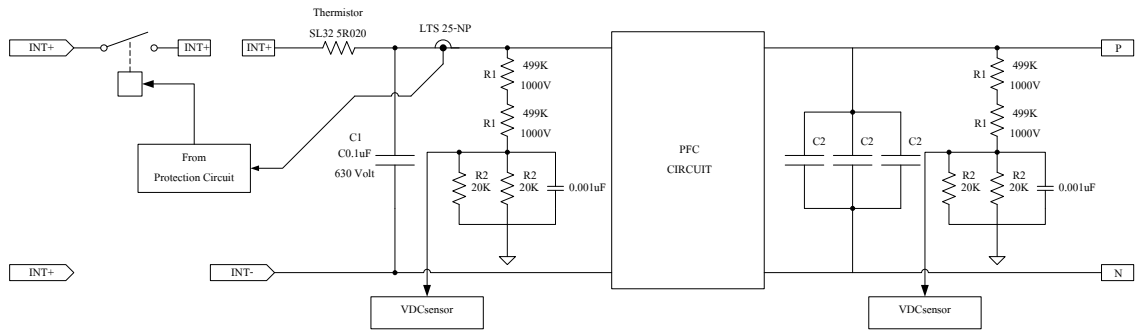 Thermistor
SL32 5R020
LTS 25-NP
INT+
INT+
INT+
P
R1
499K
1000V
R1
499K
1000V
R1
499K
1000V
R1
499K
1000V
C1
C0.1uF
630 Volt
From
Protection Circuit
PFC
CIRCUIT
C2
C2
C2
R2
20K
R2
20K
0.001uF
R2
20K
R2
20K
0.001uF
INT+
INT-
N
VDCsensor
VDCsensor